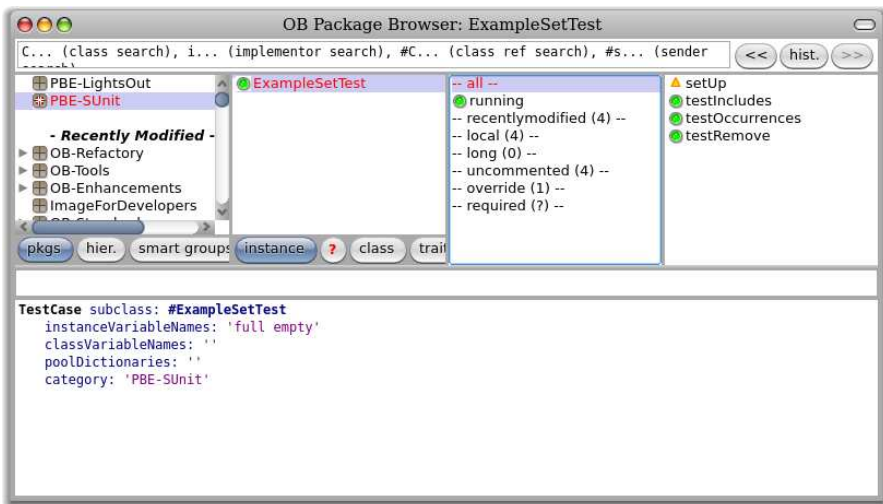 OB Package Browser: ExampleSetTest
C... (class search), i... (implementor search), #C... (class ref search), #s... (sender
<< hist. >>
PBE-LightsOut
PBE-SUnit
- Recently Modified -
OB-Refactory
OB-Tools
OB-Enhancements
ImageForDevelopers
ExampleSetTest
-- all --
running
-- recentlymodified (4) --
-- local (4) --
-- long (0) --
-- uncommented (4) --
-- override (1) --
-- required (?) --
setUp
testIncludes
testOccurrences
testRemove
pkgs hier. smart groups instance ? class trai
TestCase subclass: #ExampleSetTest
instanceVariableNames: 'full empty'
classVariableNames: ''
poolDictionaries: ''
category: 'PBE-SUnit'